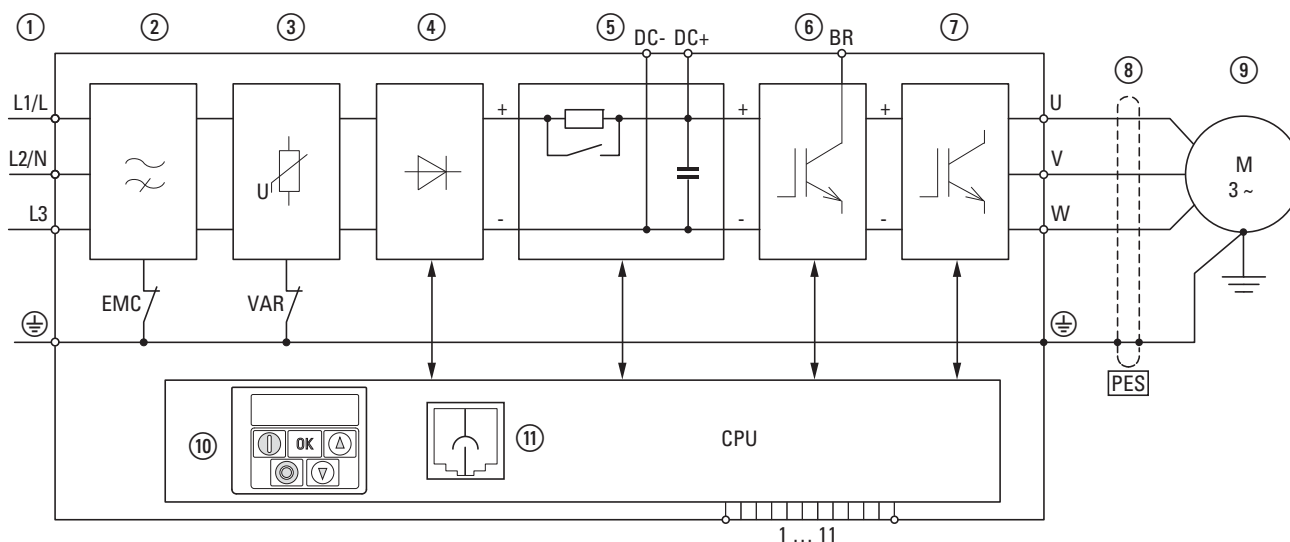 ① ② ③ ④ ⑤ DC- DC+ ⑥ BR ⑦ ⑧ ⑨
L1/L + + + U
L2/N U V M
3 ~
L3 - - - W
EMC VAR
PES
⑩ OK ⑪ CPU
1 ... 11